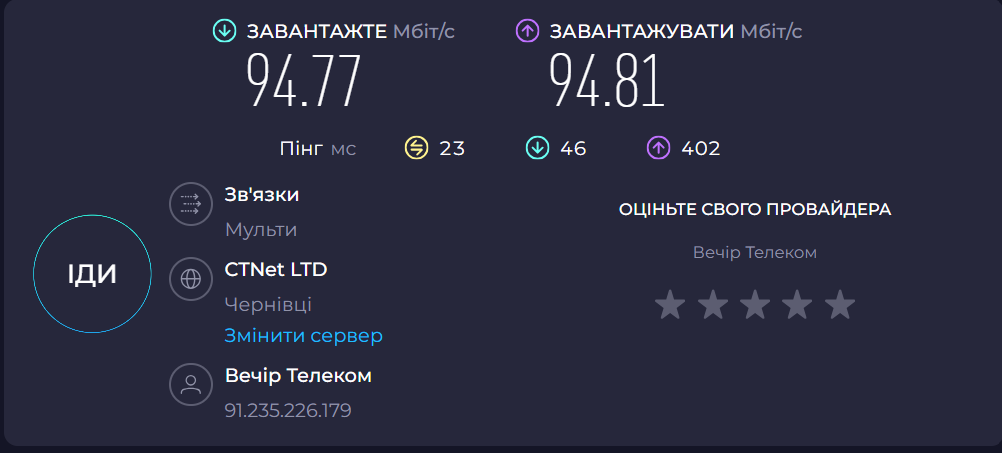 ЗАВАНТАЖТЕ Мбіт/с
94.77
ЗАВАНТАЖУВАТИ Мбіт/с
94.81
Пінг мс 23 46 402
Зв'язки
Мульти
ІДИ
CTNet LTD
Чернівці
Змінити сервер
Вечір Телеком
91.235.226.179
ОЦІНЬТЕ СВОГО ПРОВАЙДЕРА
Вечір Телеком